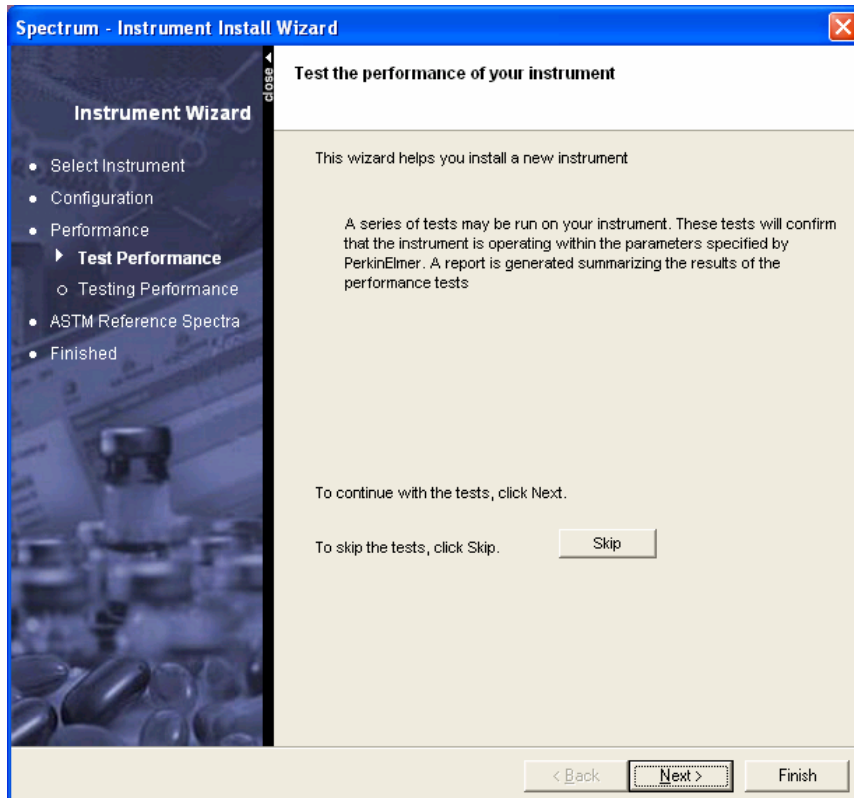 Spectrum - Instrument Install Wizard
close
Instrument Wizard
Select Instrument
Configuration
Performance
Test Performance
Testing Performance
ASTM Reference Spectra
Finished
Test the performance of your instrument
This wizard helps you install a new instrument
A series of tests may be run on your instrument. These tests will confirm
that the instrument is operating within the parameters specified by
PerkinElmer. A report is generated summarizing the results of the
performance tests
To continue with the tests, click Next.
To skip the tests, click Skip.
Skip
< Back
Next >
Finish